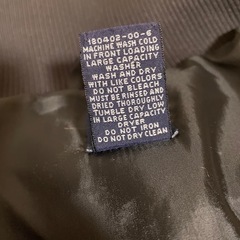 180402-00-6
MACHINE WASH COLD
IN FRONT LOADING
LARGE CAPACITY
WASHER
WASH AND DRY
WITH LIKE COLORS
DO NOT BLEACH
MUST BE RINSED AND
DRIED THOROUGHLY
TUMBLE DRY LOW
IN LARGE CAPACITY
DRYER
DO NOT IRON
DO NOT DRY CLEAN